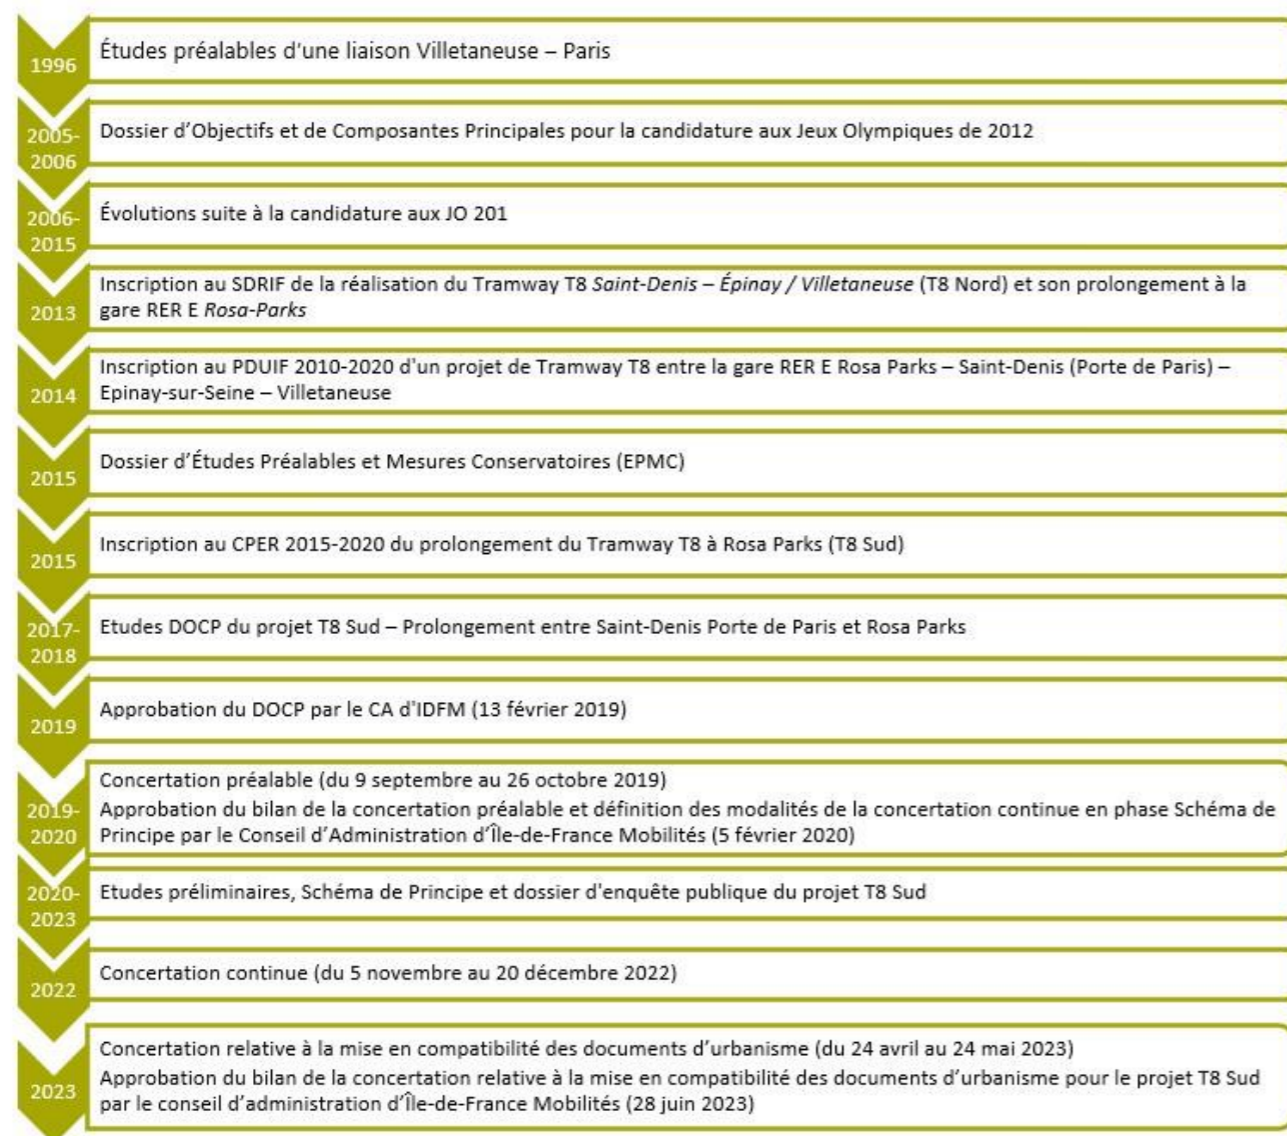 1996
Études préalables d'une liaison Villetaneuse – Paris
2005-
2006
Dossier d'Objectifs et de Composantes Principales pour la candidature aux Jeux Olympiques de 2012
2006-
2015
Évolutions suite à la candidature aux JO 201
2013
Inscription au SDRIF de la réalisation du Tramway T8 Saint-Denis – Épinay / Villetaneuse (T8 Nord) et son prolongement à la
gare RER E Rosa-Parks
2014
Inscription au PDUIF 2010-2020 d'un projet de Tramway T8 entre la gare RER E Rosa Parks – Saint-Denis (Porte de Paris) –
Epinay-sur-Seine – Villetaneuse
2015
Dossier d'Études Préalables et Mesures Conservatoires (EPMC)
2015
Inscription au CPER 2015-2020 du prolongement du Tramway T8 à Rosa Parks (T8 Sud)
2017-
2018
Etudes DOCP du projet T8 Sud – Prolongement entre Saint-Denis Porte de Paris et Rosa Parks
2019
Approbation du DOCP par le CA d'IDFM (13 février 2019)
2019-
2020
Concertation préalable (du 9 septembre au 26 octobre 2019)
Approbation du bilan de la concertation préalable et définition des modalités de la concertation continue en phase Schéma de
Principe par le Conseil d'Administration d'Île-de-France Mobilités (5 février 2020)
2020-
2023
Etudes préliminaires, Schéma de Principe et dossier d'enquête publique du projet T8 Sud
2022
Concertation continue (du 5 novembre au 20 décembre 2022)
2023
Concertation relative à la mise en compatibilité des documents d'urbanisme (du 24 avril au 24 mai 2023)
Approbation du bilan de la concertation relative à la mise en compatibilité des documents d'urbanisme pour le projet T8 Sud
par le conseil d'administration d'Île-de-France Mobilités (28 juin 2023)